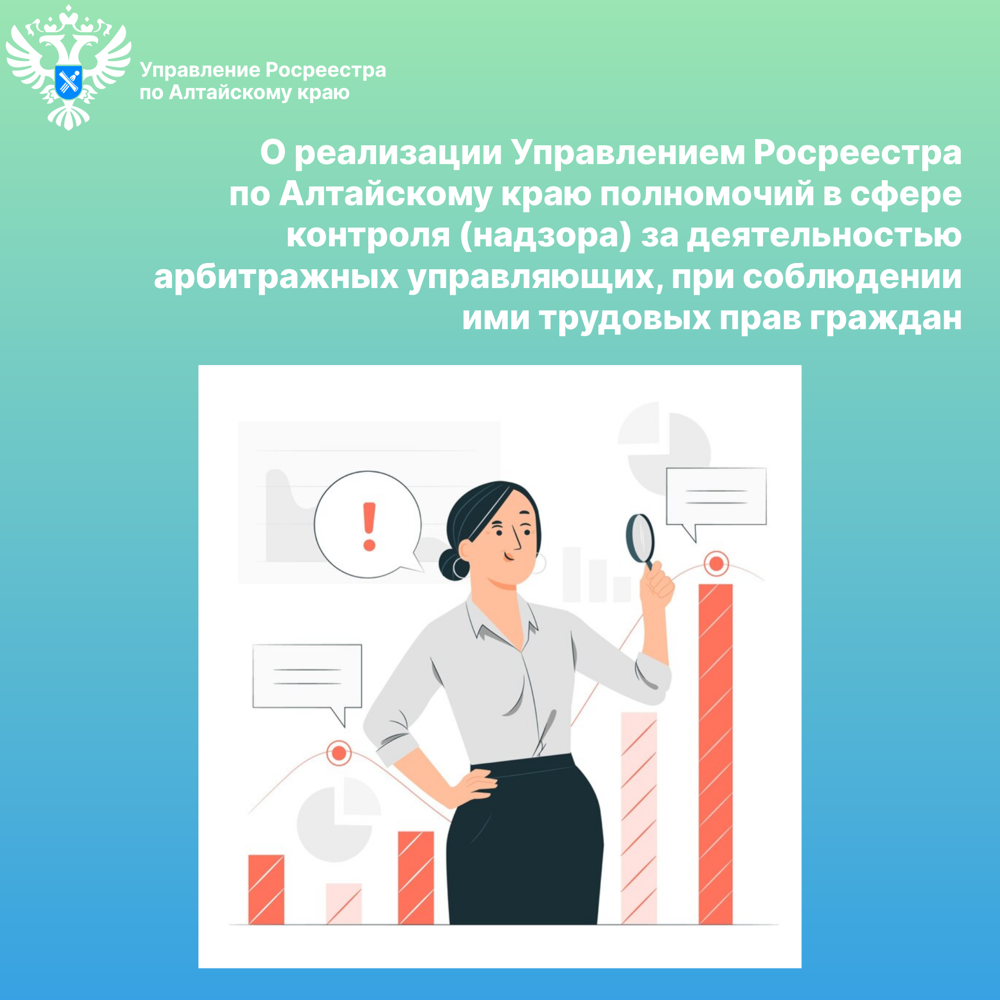 Управление Росреестра
по Алтайскому краю
О реализации Управлением Росреестра
по Алтайскому краю полномочий в сфере
контроля (надзора) за деятельностью
арбитражных управляющих, при соблюдении
ими трудовых прав граждан
!